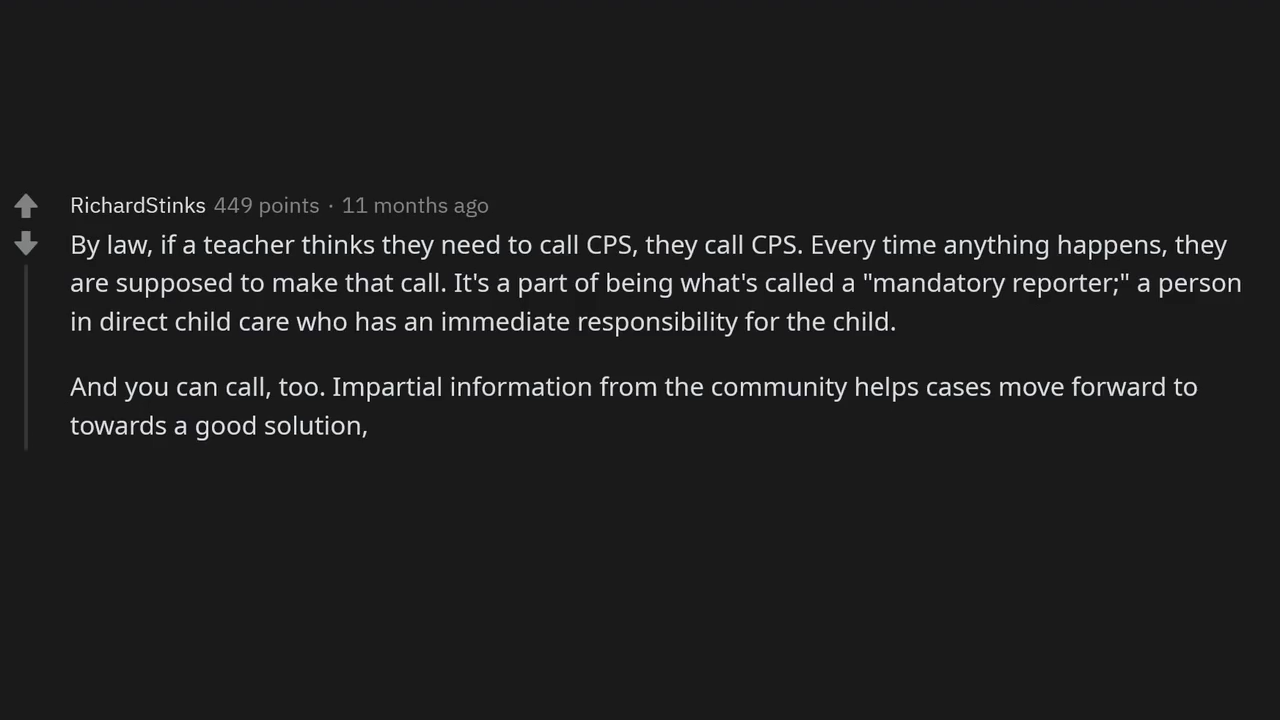 RichardStinks 449 points · 11 months ago
By law, if a teacher thinks they need to call CPS, they call CPS. Every time anything happens, they
are supposed to make that call. It's a part of being what's called a "mandatory reporter;" a person
in direct child care who has an immediate responsibility for the child.
And you can call, too. Impartial information from the community helps cases move forward to
towards a good solution,